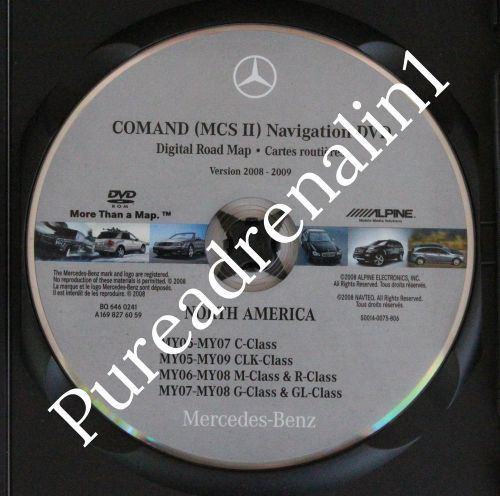 COMAND (MCS II) Navigation DVD
Digital Road Map • Cartes routières
Version 2008 - 2009
DVD
ROM
More Than a Map.™
ALPINE
Mobile Media Solutions
The Mercedes-Benz mark and logo are registered.
No reproduction of these materials is permitted. © 2008
La marque et le logo Mercedes-Benz sont déposés.
Il est interdit de les reproduire. © 2008
©2008 ALPINE ELECTRONICS, INC.
All Rights Reserved. Tous droits réservés.
©2008 NAVTEQ. All Rights Reserved.
Tous droits réservés.
BQ 646 0241
A 169 827 60 59
S0014-0075-806
NORTH AMERICA
MY05-MY07 C-Class
MY05-MY09 CLK-Class
MY06-MY08 M-Class & R-Class
MY07-MY08 G-Class & GL-Class
Mercedes-Benz
Pureadrenalin1